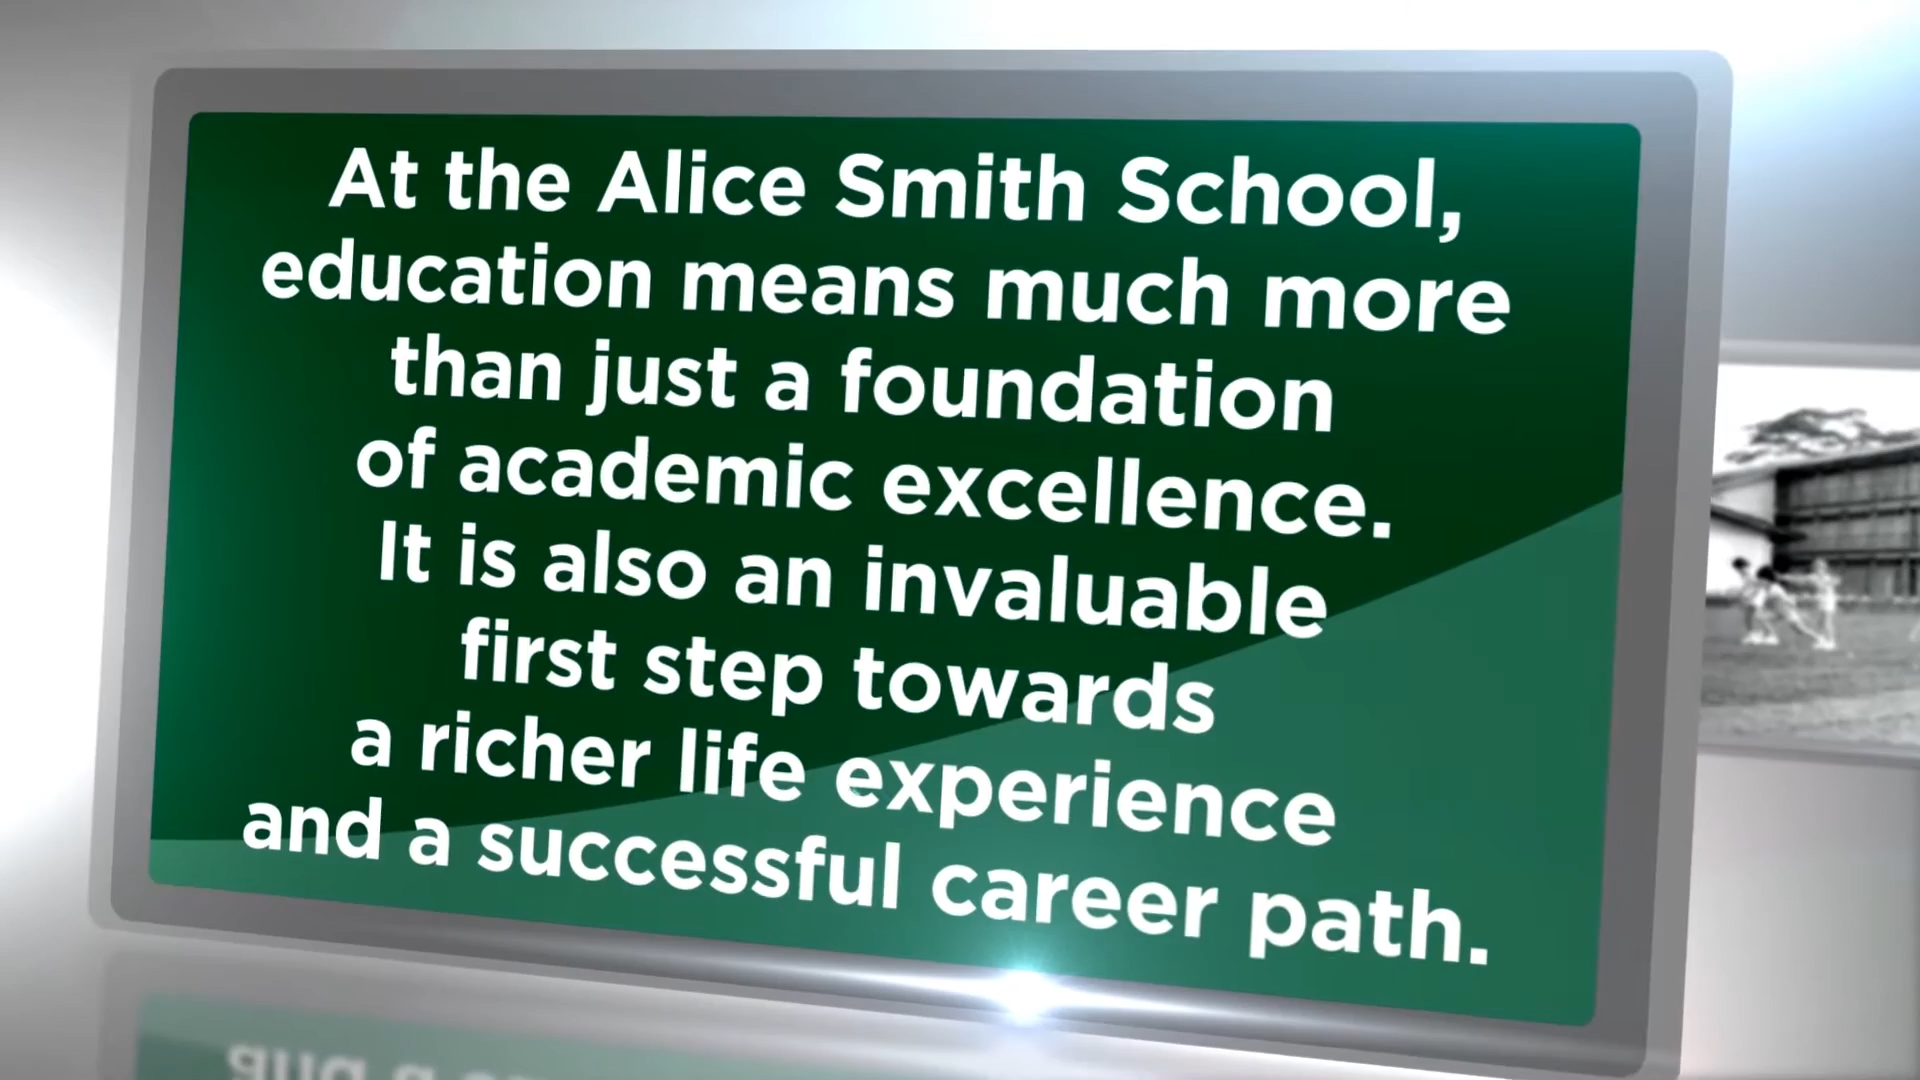 At the Alice Smith School,
education means much more
than just a foundation
of academic excellence.
It is also an invaluable
first step towards
a richer life experience
and a successful career path.